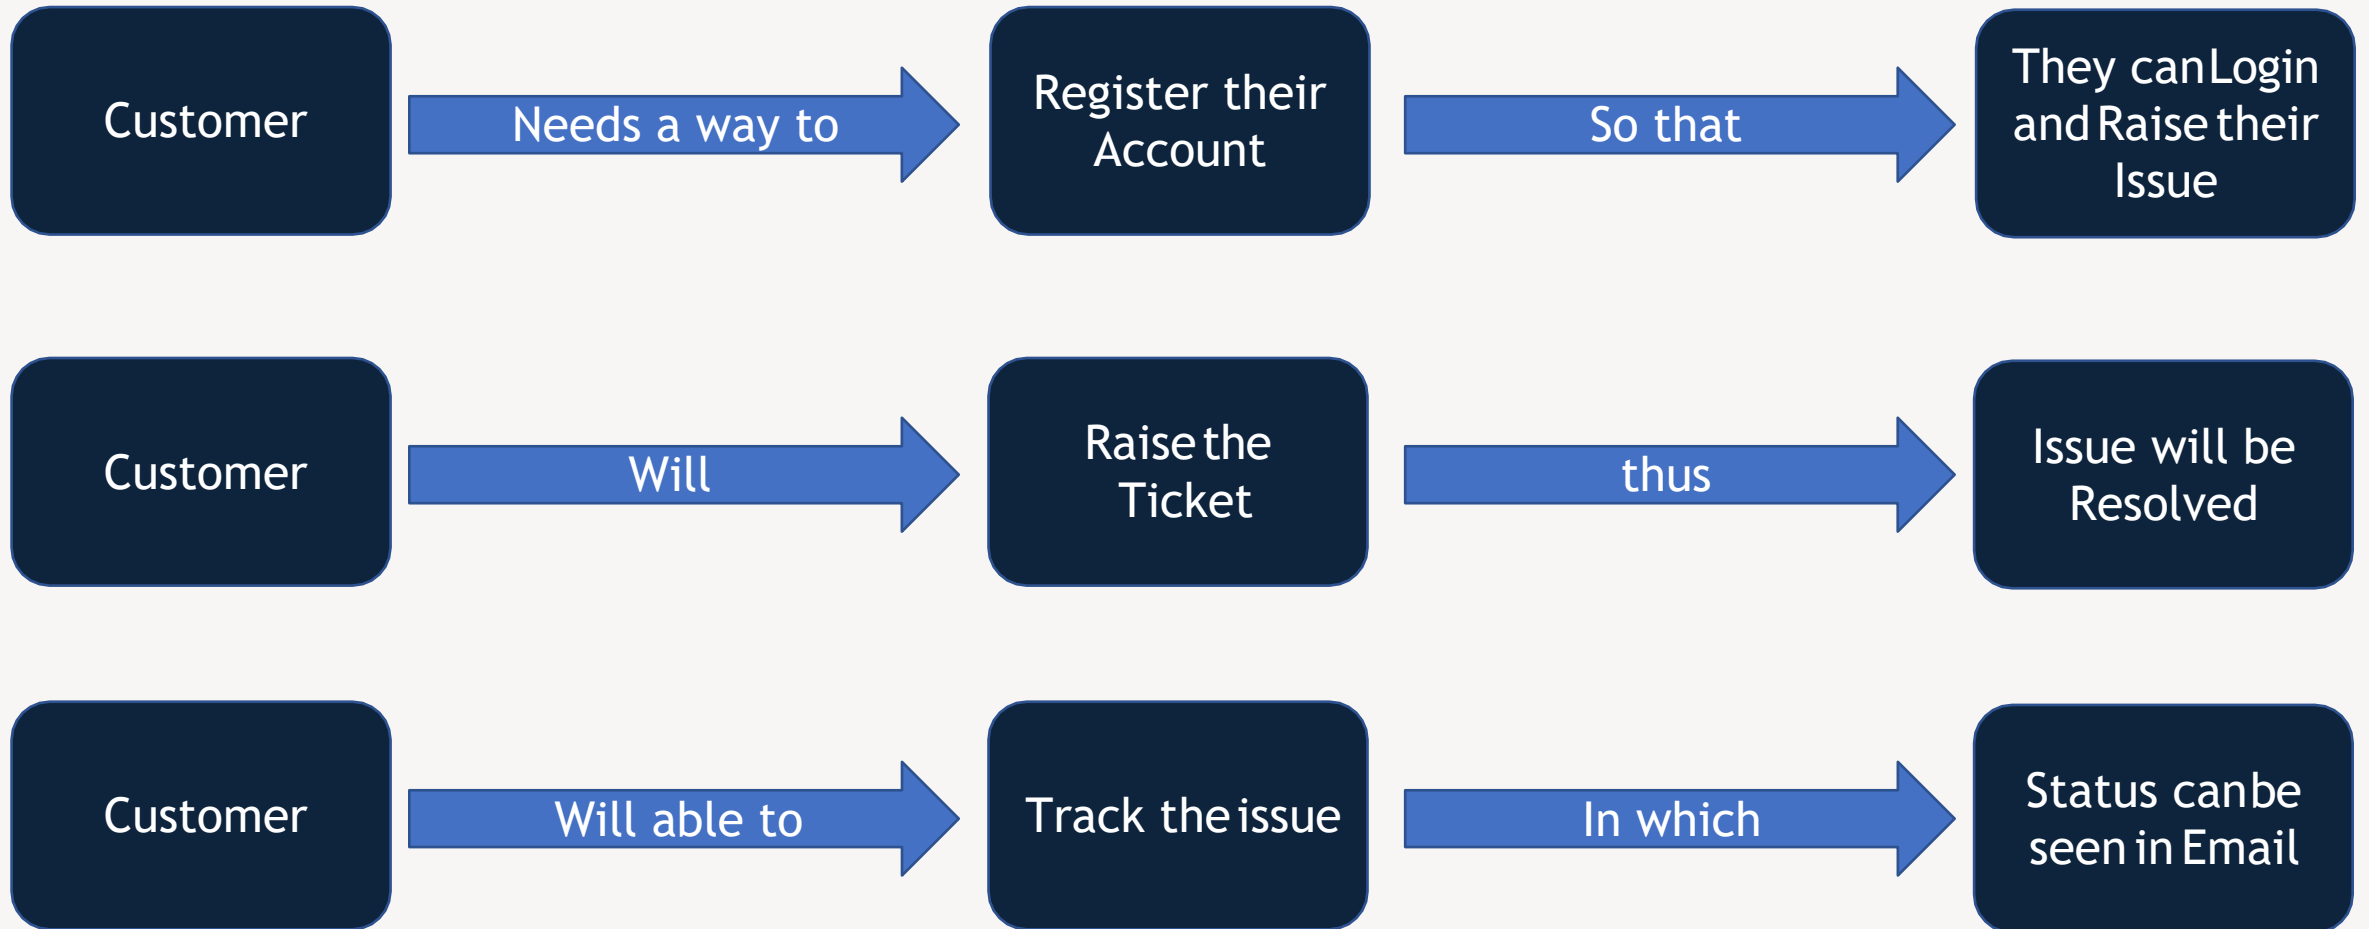 Customer
Needs a way to
Register their
Account
So that
They can Login
and Raise their
Issue
Customer
Will
Raise the
Ticket
thus
Issue will be
Resolved
Customer
Will able to
Track the issue
In which
Status can be
seen in Email